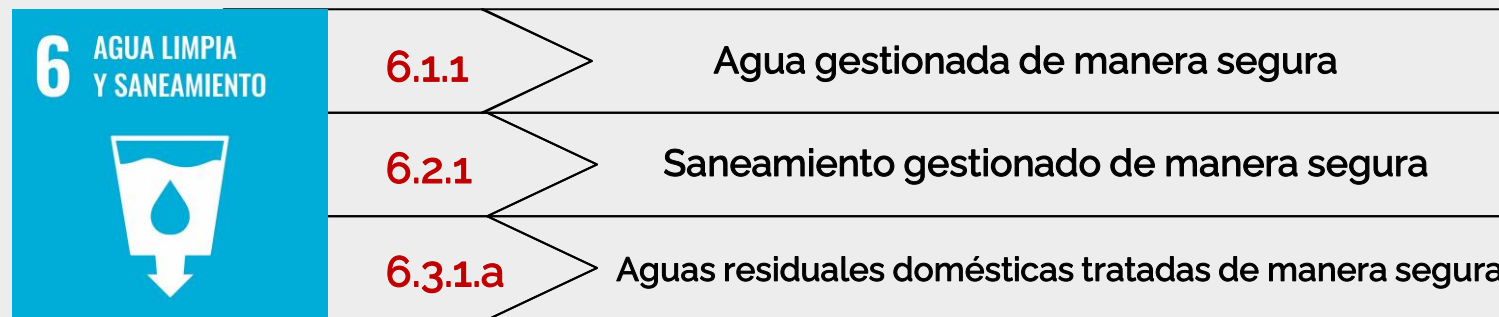 6 AGUA LIMPIA
Y SANEAMIENTO
6.1.1 Agua gestionada de manera segura
6.2.1 Saneamiento gestionado de manera segura
6.3.1.a Aguas residuales domésticas tratadas de manera segura